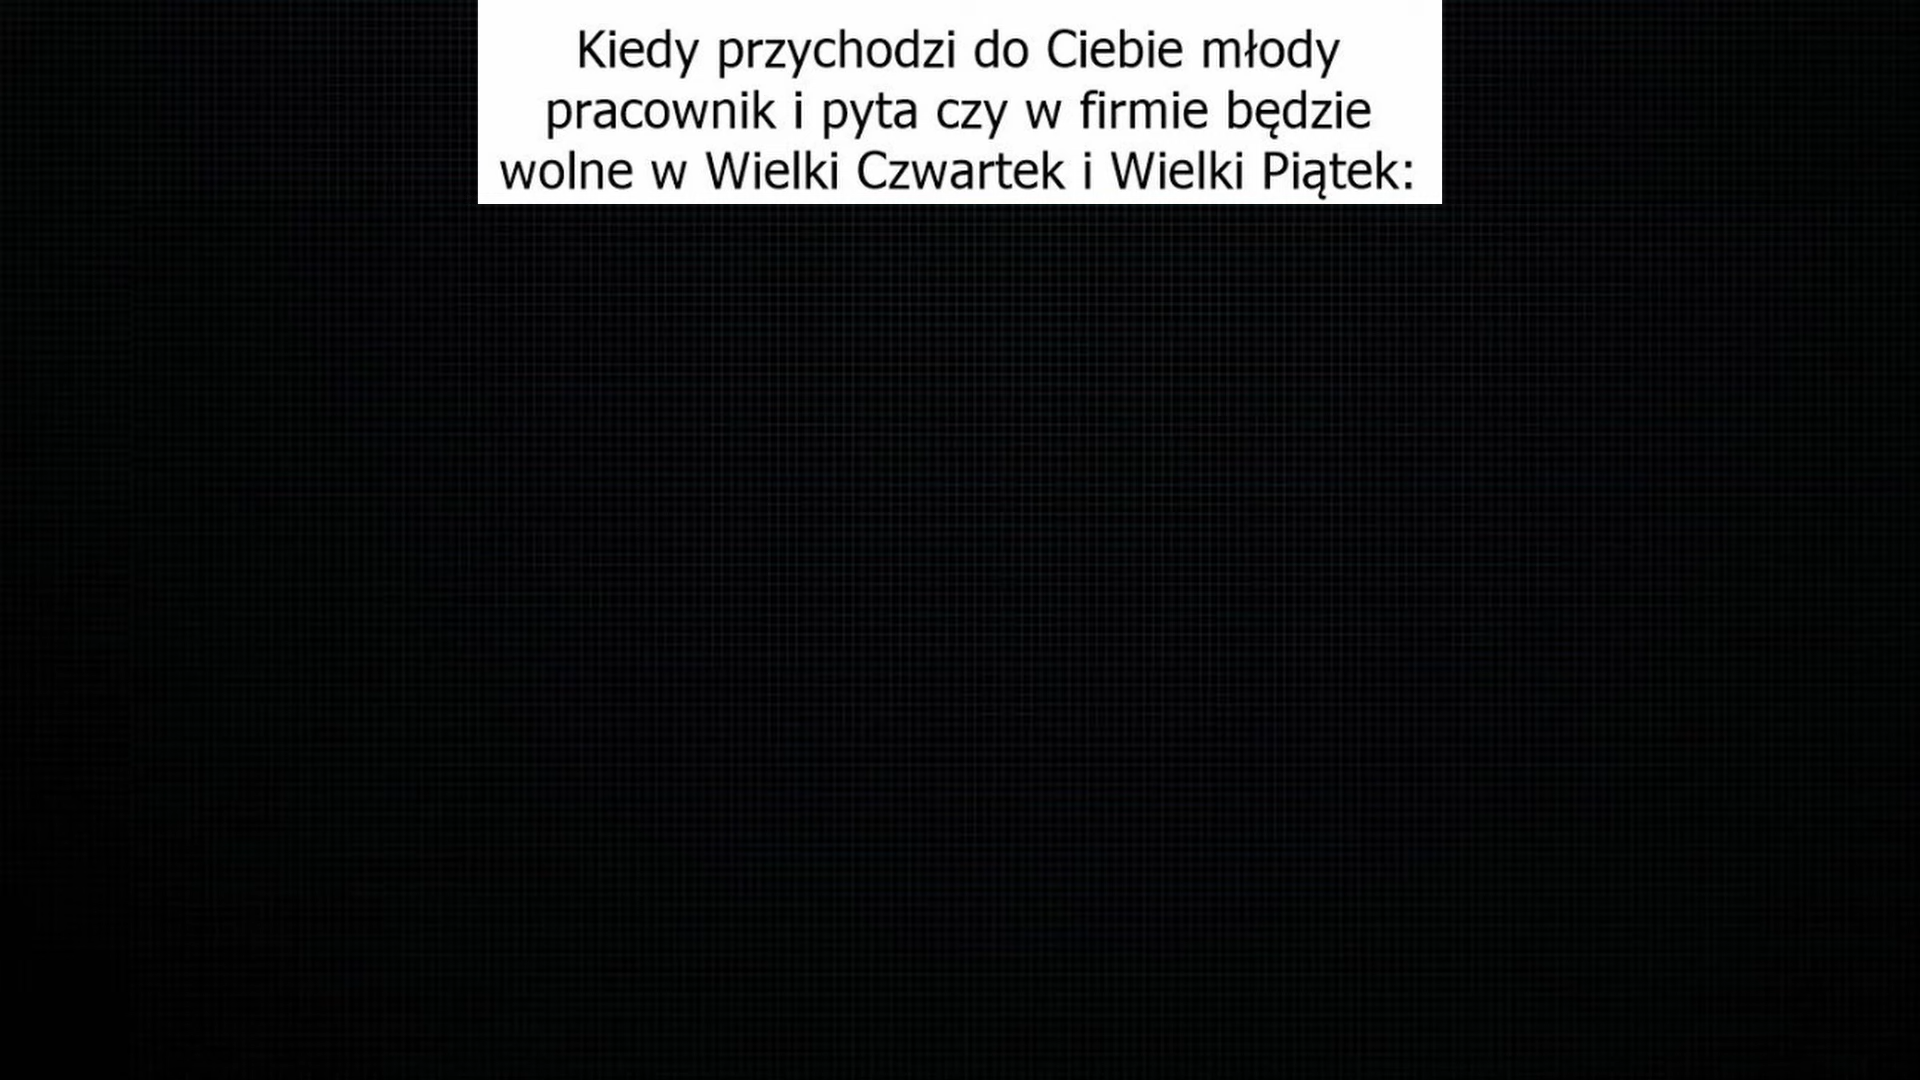 Kiedy przychodzi do Ciebie młody
pracownik i pyta czy w firmie będzie
wolne w Wielki Czwartek i Wielki Piątek: